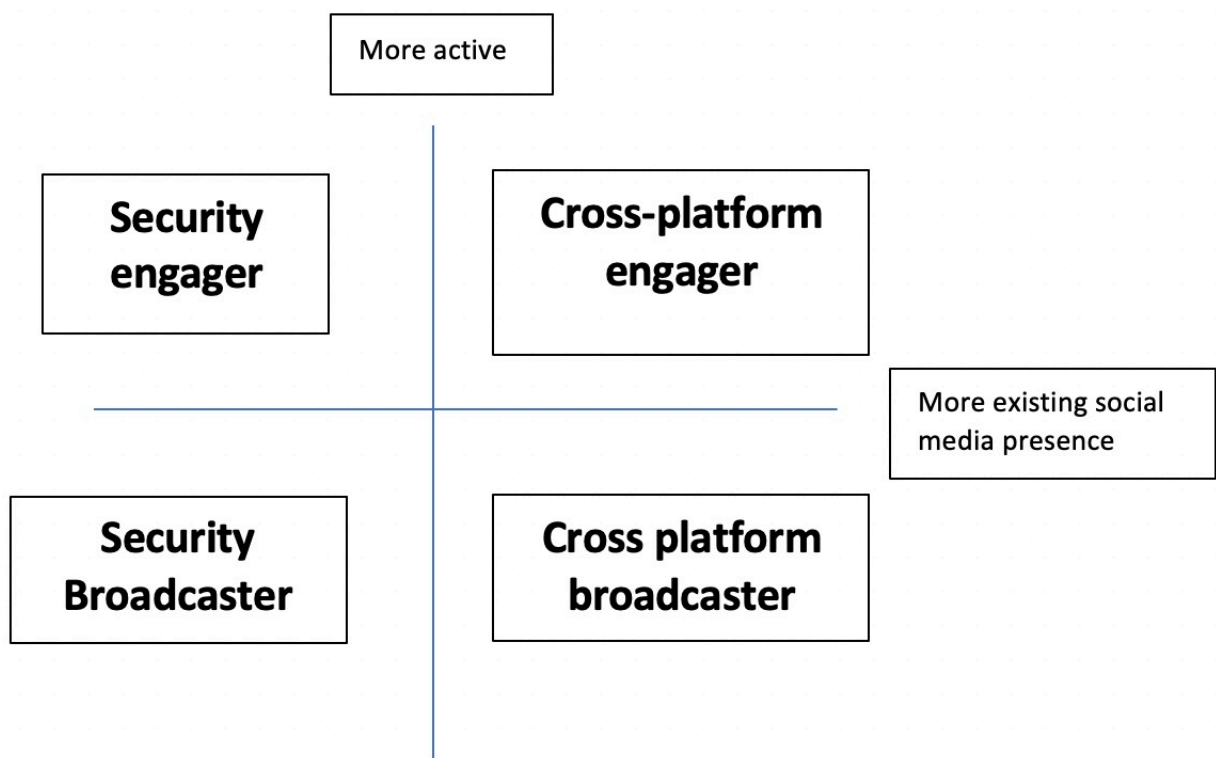 More active
Security
engager
Cross-platform
engager
More existing social
media presence
Security
Broadcaster
Cross platform
broadcaster